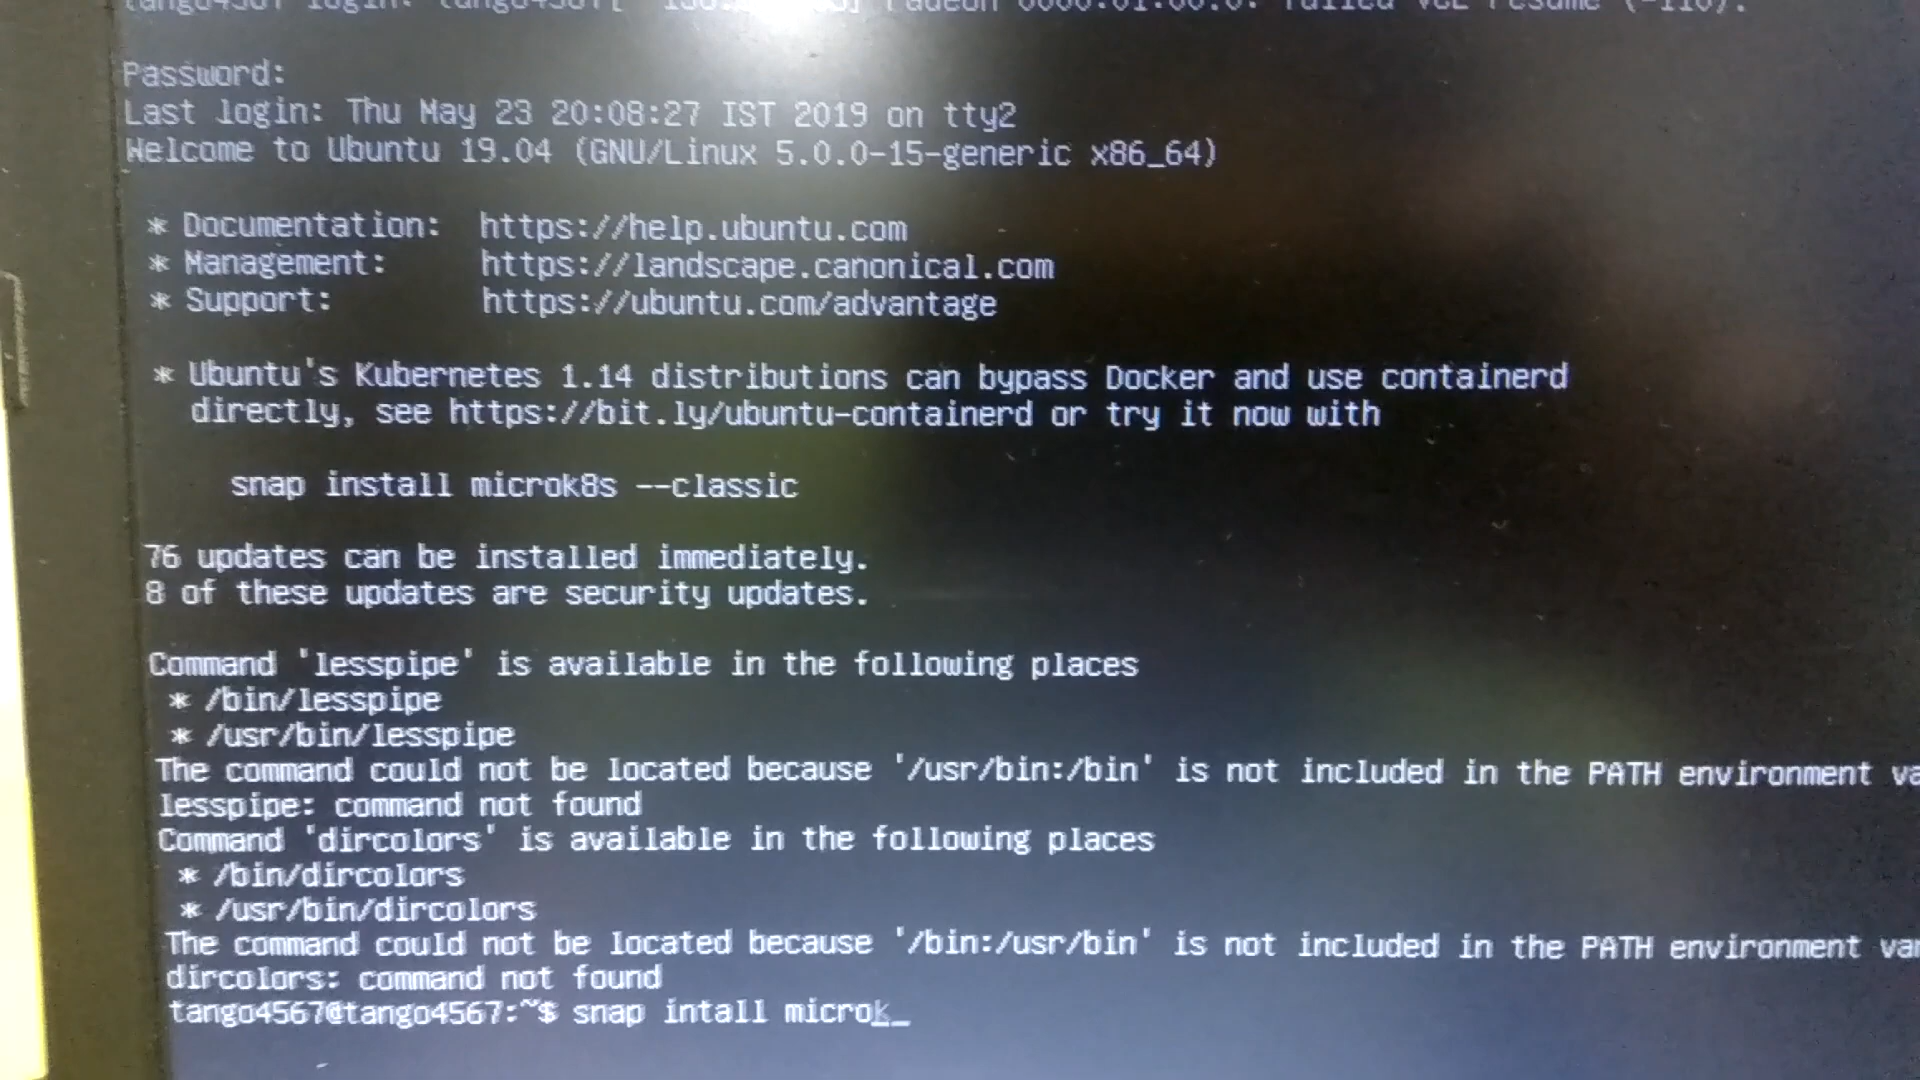 Password:
Last login: Thu May 23 20:08:27 IST 2019 on tty2
Welcome to Ubuntu 19.04 (GNU/Linux 5.0.0-15-generic x86_64)
* Documentation: https://help.ubuntu.com
* Management: https://landscape.canonical.com
* Support: https://ubuntu.com/advantage
* Ubuntu's Kubernetes 1.14 distributions can bypass Docker and use containerd
directly, see https://bit.ly/ubuntu-containerd or try it now with
snap install microk8s --classic
76 updates can be installed immediately.
8 of these updates are security updates.
Command 'lesspipe' is available in the following places
* /bin/lesspipe
* /usr/bin/lesspipe
The command could not be located because '/usr/bin:/bin' is not included in the PATH environment va
lesspipe: command not found
Command 'dircolors' is available in the following places
* /bin/dircolors
* /usr/bin/dircolors
The command could not be located because '/bin:/usr/bin' is not included in the PATH environment var
dircolors: command not found
tango4567@tango4567:~$ snap intall microk_